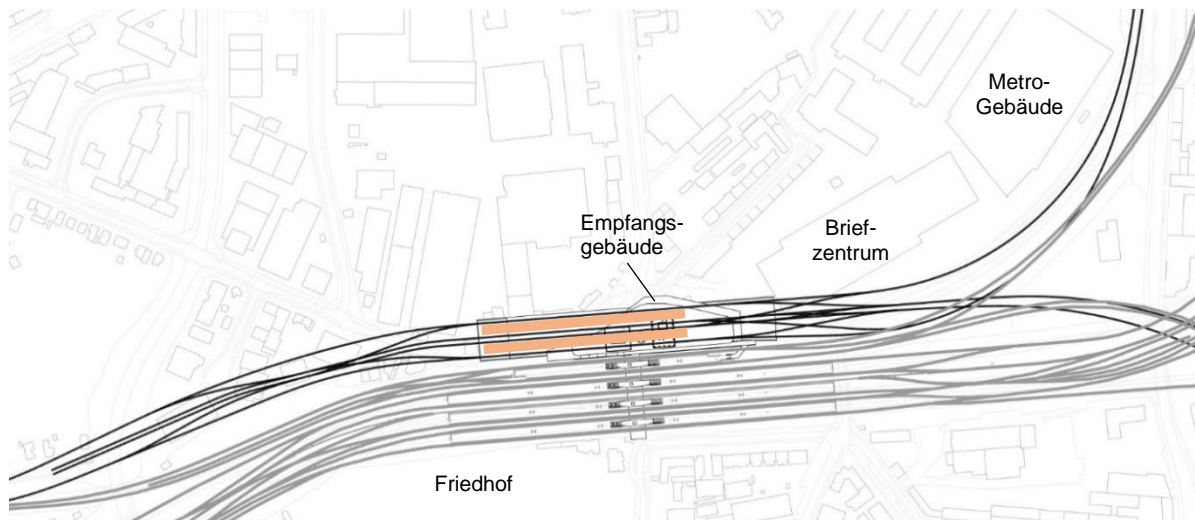 Metro-
Gebäude
Empfangs-
gebäude
Brief-
zentrum
Friedhof